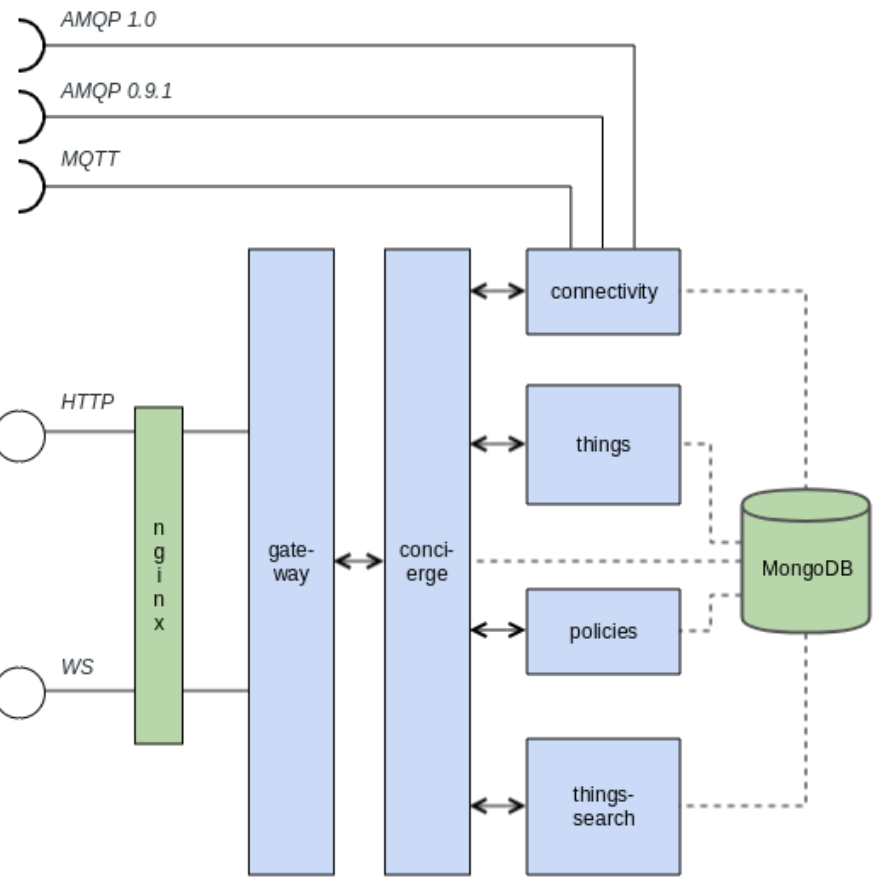 AMQP 1.0
AMQP 0.9.1
MQTT
connectivity
HTTP
things
n
g
i
n
x
gate-
way
conci-
erge
MongoDB
policies
WS
things-
search